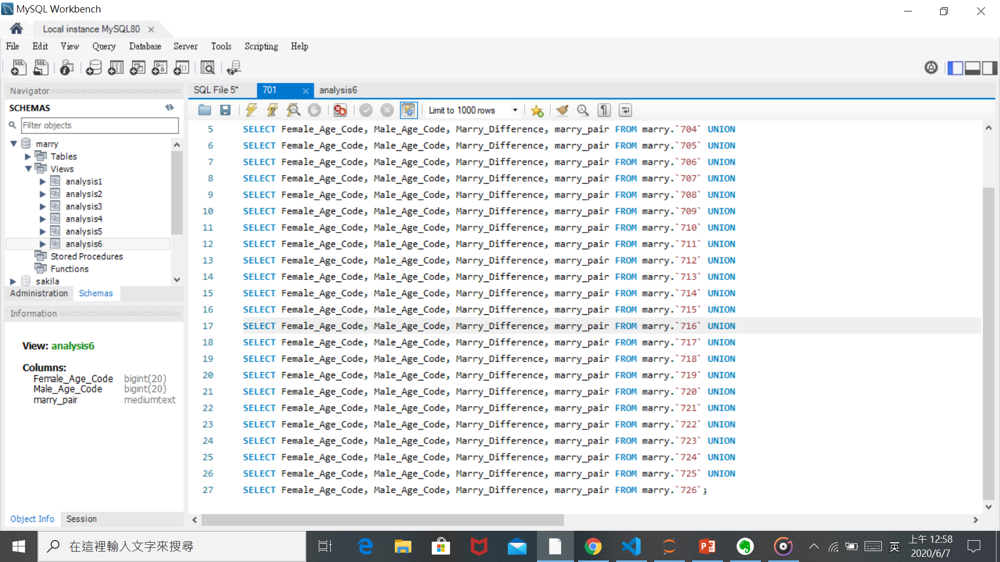 MySQL Workbench
Local instance MySQL80
File Edit View Query Database Server Tools Scripting Help
Navigator
SCHEMAS
Filter objects
marry
Tables
Views
analysis1
analysis2
analysis3
analysis4
analysis5
analysis6
Stored Procedures
Functions
sakila
Administration Schemas
Information
View: analysis6
Columns:
Female_Age_Code bigint(20)
Male_Age_Code bigint(20)
marry_pair mediumtext
Object Info Session
SQL File 5* 701 analysis6
Limit to 1000 rows
5 SELECT Female_Age_Code, Male_Age_Code, Marry_Difference, marry_pair FROM marry.`704` UNION
6 SELECT Female_Age_Code, Male_Age_Code, Marry_Difference, marry_pair FROM marry.`705` UNION
7 SELECT Female_Age_Code, Male_Age_Code, Marry_Difference, marry_pair FROM marry.`706` UNION
8 SELECT Female_Age_Code, Male_Age_Code, Marry_Difference, marry_pair FROM marry.`707` UNION
9 SELECT Female_Age_Code, Male_Age_Code, Marry_Difference, marry_pair FROM marry.`708` UNION
10 SELECT Female_Age_Code, Male_Age_Code, Marry_Difference, marry_pair FROM marry.`709` UNION
11 SELECT Female_Age_Code, Male_Age_Code, Marry_Difference, marry_pair FROM marry.`710` UNION
12 SELECT Female_Age_Code, Male_Age_Code, Marry_Difference, marry_pair FROM marry.`711` UNION
13 SELECT Female_Age_Code, Male_Age_Code, Marry_Difference, marry_pair FROM marry.`712` UNION
14 SELECT Female_Age_Code, Male_Age_Code, Marry_Difference, marry_pair FROM marry.`713` UNION
15 SELECT Female_Age_Code, Male_Age_Code, Marry_Difference, marry_pair FROM marry.`714` UNION
16 SELECT Female_Age_Code, Male_Age_Code, Marry_Difference, marry_pair FROM marry.`715` UNION
17 SELECT Female_Age_Code, Male_Age_Code, Marry_Difference, marry_pair FROM marry.`716` UNION
18 SELECT Female_Age_Code, Male_Age_Code, Marry_Difference, marry_pair FROM marry.`717` UNION
19 SELECT Female_Age_Code, Male_Age_Code, Marry_Difference, marry_pair FROM marry.`718` UNION
20 SELECT Female_Age_Code, Male_Age_Code, Marry_Difference, marry_pair FROM marry.`719` UNION
21 SELECT Female_Age_Code, Male_Age_Code, Marry_Difference, marry_pair FROM marry.`720` UNION
22 SELECT Female_Age_Code, Male_Age_Code, Marry_Difference, marry_pair FROM marry.`721` UNION
23 SELECT Female_Age_Code, Male_Age_Code, Marry_Difference, marry_pair FROM marry.`722` UNION
24 SELECT Female_Age_Code, Male_Age_Code, Marry_Difference, marry_pair FROM marry.`723` UNION
25 SELECT Female_Age_Code, Male_Age_Code, Marry_Difference, marry_pair FROM marry.`724` UNION
26 SELECT Female_Age_Code, Male_Age_Code, Marry_Difference, marry_pair FROM marry.`725` UNION
27 SELECT Female_Age_Code, Male_Age_Code, Marry_Difference, marry_pair FROM marry.`726`;
在這裡輸入文字來搜尋
英
上午 12:58
2020/6/7